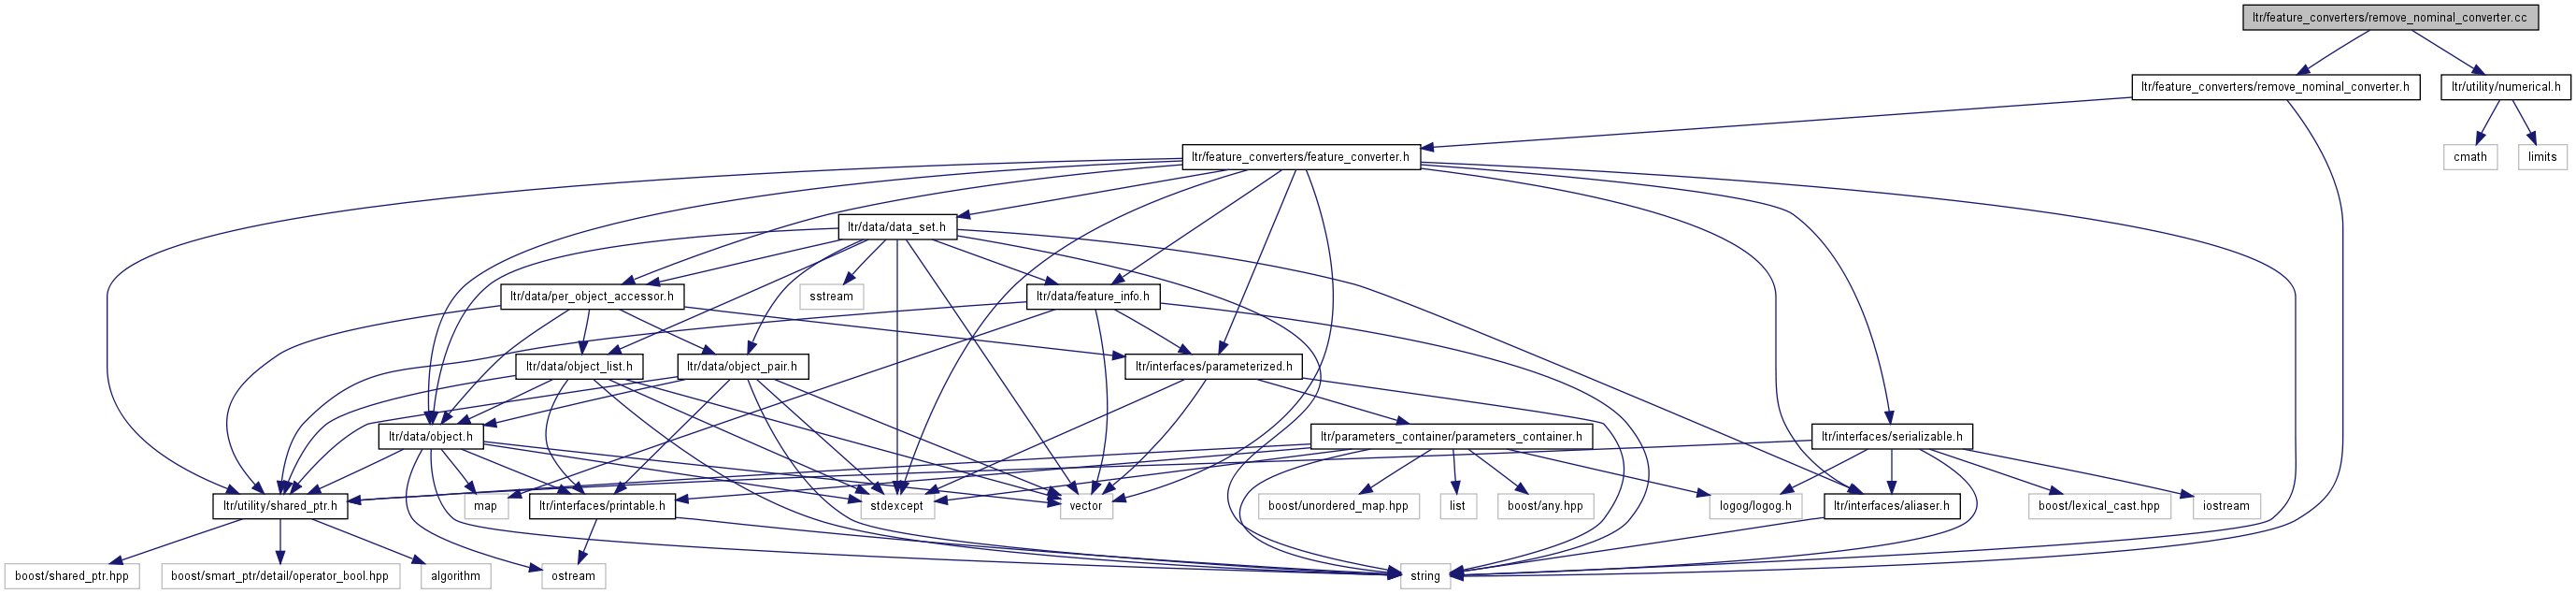 ltr/feature_converters/remove_nominal_converter.cc
ltr/feature_converters/remove_nominal_converter.h
ltr/utility/numerical.h
ltr/feature_converters/feature_converter.h
cmath
limits
ltr/data/data_set.h
ltr/data/per_object_accessor.h
sstream
ltr/data/feature_info.h
ltr/data/object_list.h
ltr/data/object_pair.h
ltr/interfaces/parameterized.h
ltr/data/object.h
ltr/parameters_container/parameters_container.h
ltr/interfaces/serializable.h
ltr/utility/shared_ptr.h
map
ltr/interfaces/printable.h
stdexcept
vector
boost/unordered_map.hpp
list
boost/any.hpp
logog/logog.h
ltr/interfaces/aliaser.h
boost/lexical_cast.hpp
iostream
boost/shared_ptr.hpp
boost/smart_ptr/detail/operator_bool.hpp
algorithm
ostream
string